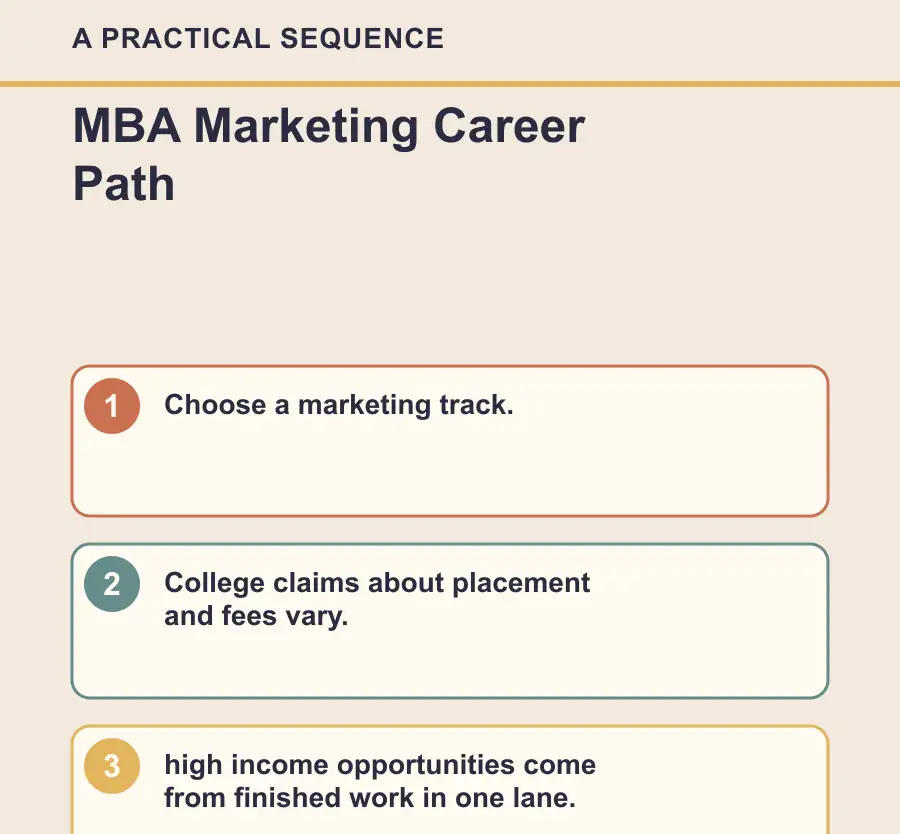 A PRACTICAL SEQUENCE
MBA Marketing Career
Path
1
Choose a marketing track.
2
College claims about placement
and fees vary.
3
high income opportunities come
from finished work in one lane.